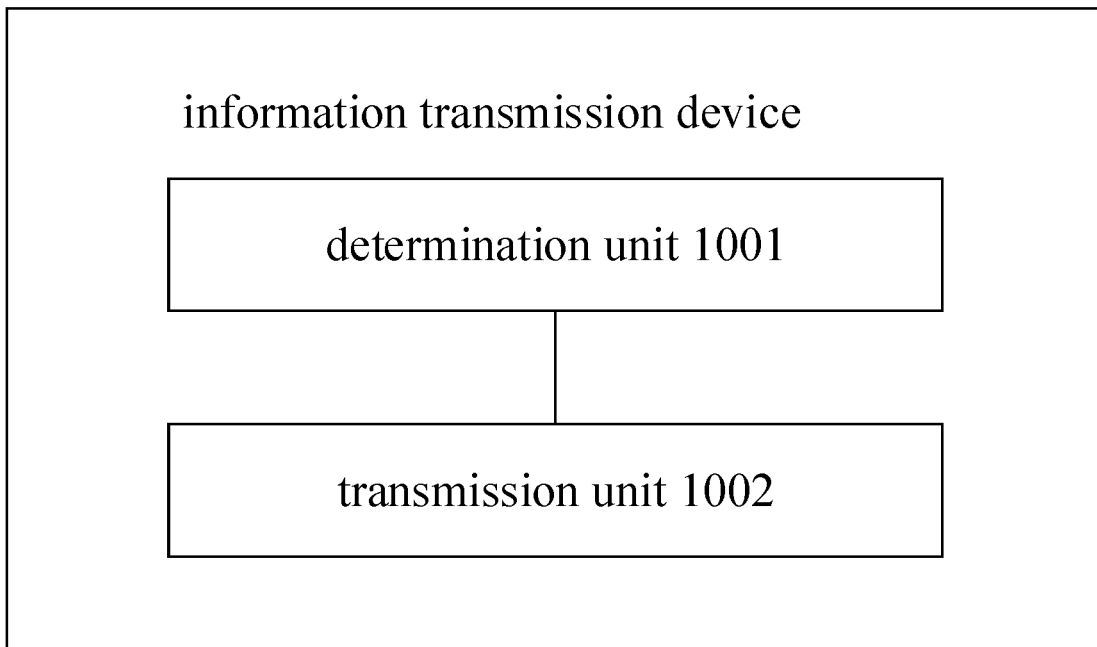 information transmission device
determination unit 1001
transmission unit 1002